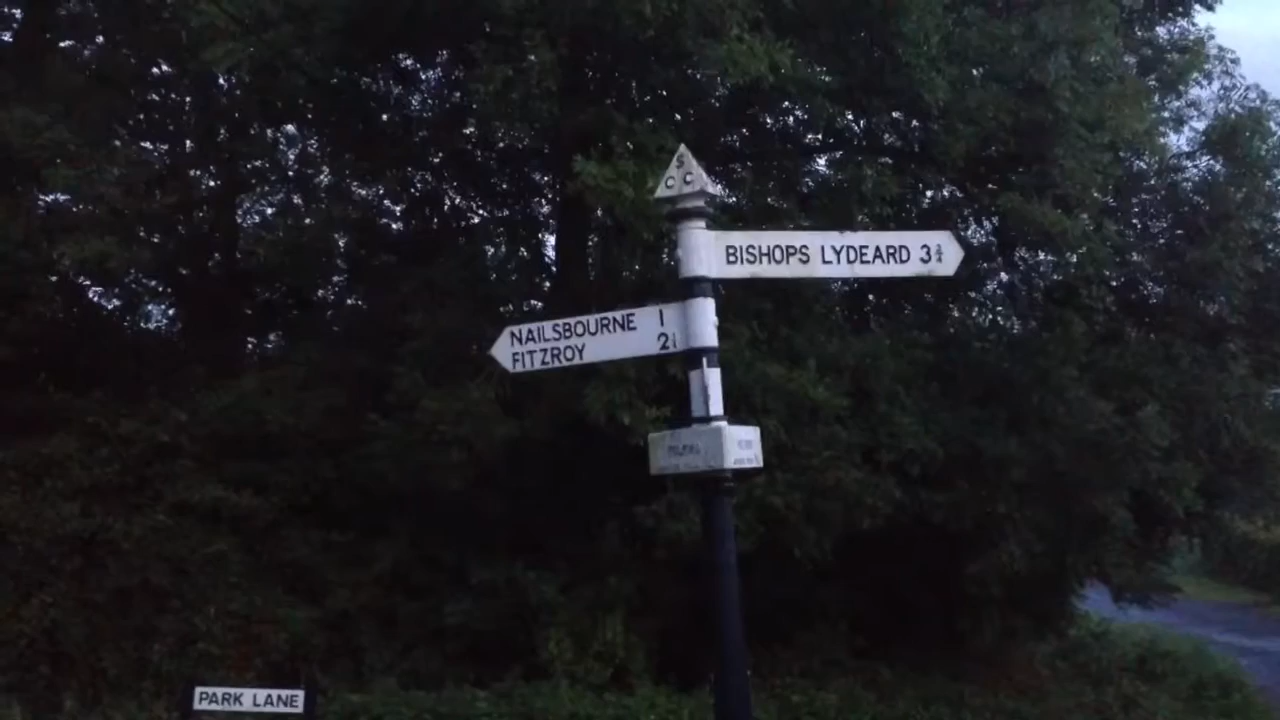 S
C C
BISHOPS LYDEARD 3¾
NAILSBOURNE 1
FITZROY 2¼
PARK LANE